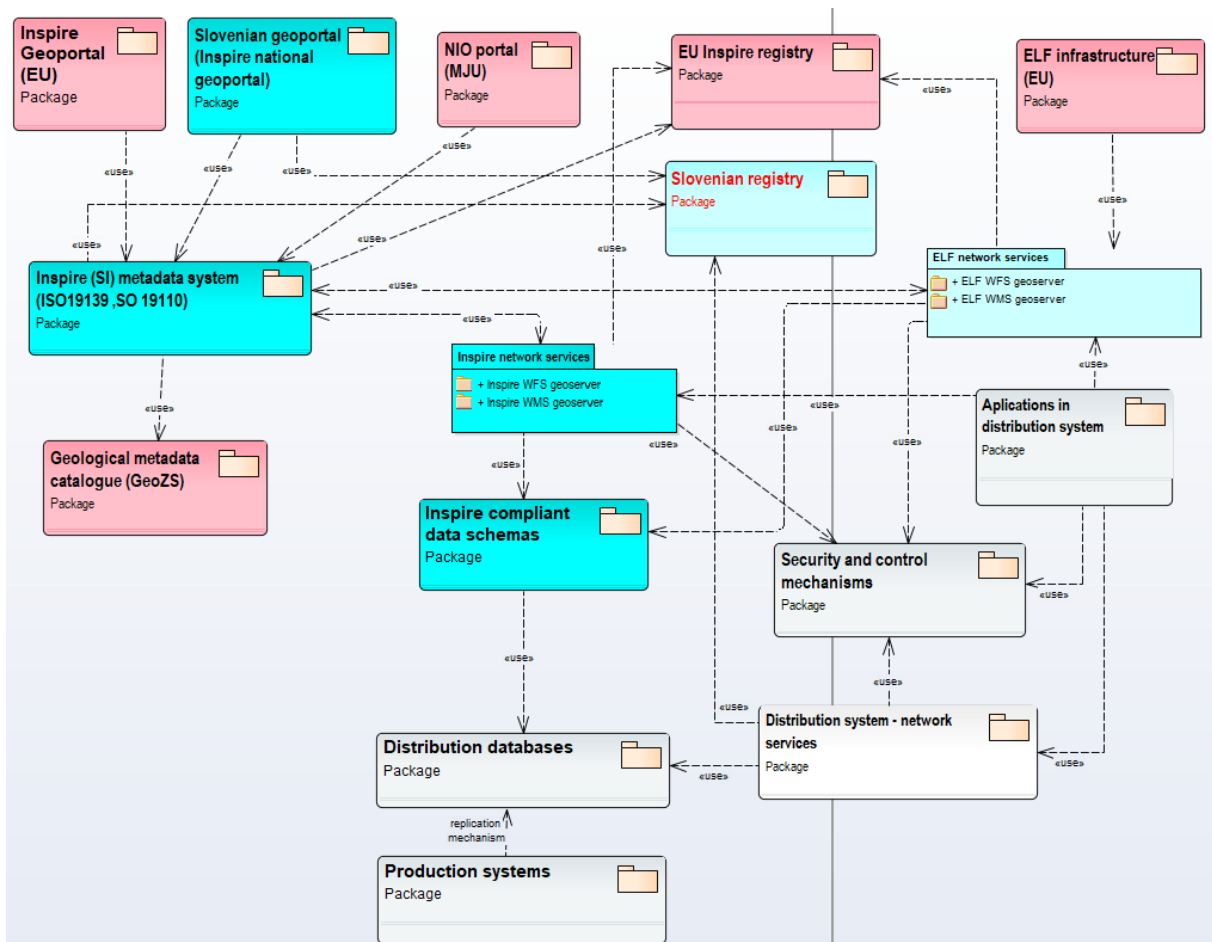 Inspire
Geoportal
(EU)
Package
Slovenian geoportal
(Inspire national
geoportal)
Package
NIO portal
(MJU)
Package
EU Inspire registry
Package
ELF infrastructure
(EU)
Package
«use»
«use»
«use»
«use»
«use»
«use»
«use»
«use»
«use»
Slovenian registry
Package
«use»
Inspire (SI) metadata system
(ISO19139 ,SO 19110)
Package
ELF network services
+ ELF WFS geoserver
+ ELF WMS geoserver
«use»
«use»
Inspire network services
+ Inspire WFS geoserver
+ Inspire WMS geoserver
«use»
Geological metadata
catalogue (GeoZS)
Package
Aplications in
distribution system
Package
«use»
«use»
«use»
«use»
«use»
«use»
Inspire compliant
data schemas
Package
Security and control
mechanisms
Package
«use»
«use»
«use»
«use»
Distribution system - network
services
Package
«use»
«use»
Distribution databases
Package
replication
mechanism
Production systems
Package